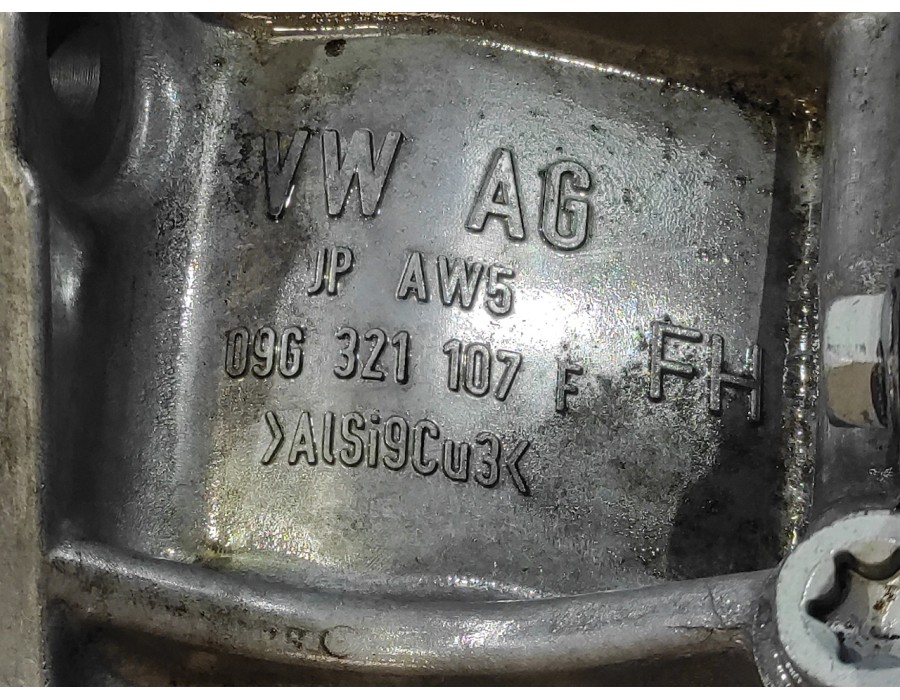 VW AG
JP AW5
09G 321 107 F FH
>AlSi9Cu3<